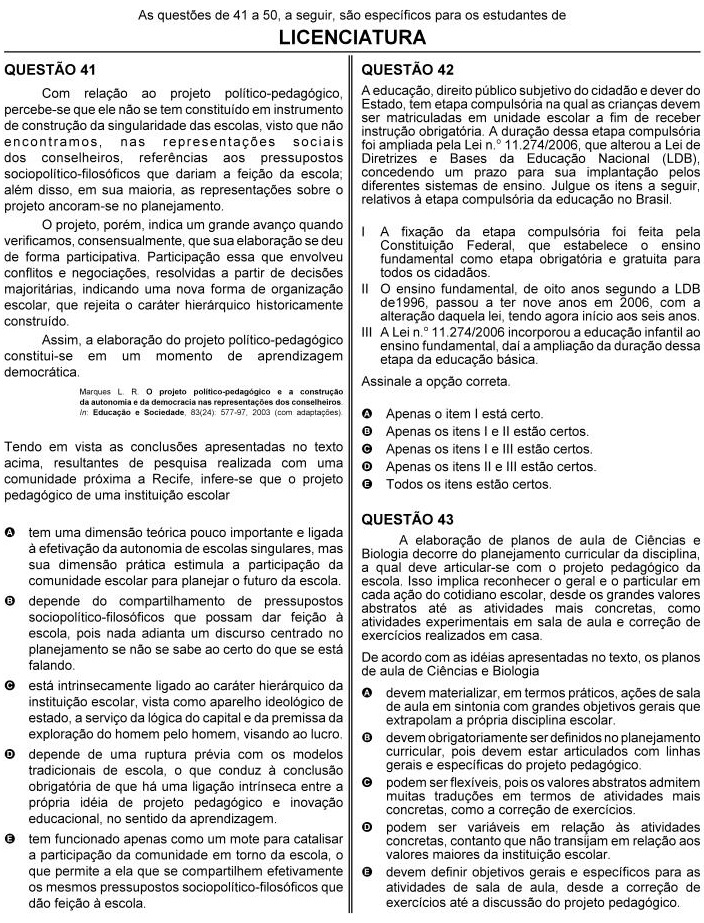 As questões de 41 a 50, a seguir, são específicos para os estudantes de
LICENCIATURA
QUESTÃO 41
Com relação ao projeto político-pedagógico,
percebe-se que ele não se tem constituído em instrumento
de construção da singularidade das escolas, visto que não
encontramos, nas representações sociais
dos conselheiros, referências aos pressupostos
sociopolítico-filosóficos que dariam a feição da escola;
além disso, em sua maioria, as representações sobre o
projeto ancoram-se no planejamento.
O projeto, porém, indica um grande avanço quando
verificamos, consensualmente, que sua elaboração se deu
de forma participativa. Participação essa que envolveu
conflitos e negociações, resolvidas a partir de decisões
majoritárias, indicando uma nova forma de organização
escolar, que rejeita o caráter hierárquico historicamente
construído.
Assim, a elaboração do projeto político-pedagógico
constitui-se em um momento de aprendizagem
democrática.
Marques L. R. O projeto político-pedagógico e a construção
da autonomia e da democracia nas representações dos conselheiros.
In: Educação e Sociedade, 83(24): 577-97, 2003 (com adaptações).
Tendo em vista as conclusões apresentadas no texto
acima, resultantes de pesquisa realizada com uma
comunidade próxima a Recife, infere-se que o projeto
pedagógico de uma instituição escolar
A tem uma dimensão teórica pouco importante e ligada
à efetivação da autonomia de escolas singulares, mas
sua dimensão prática estimula a participação da
comunidade escolar para planejar o futuro da escola.
B depende do compartilhamento de pressupostos
sociopolítico-filosóficos que possam dar feição à
escola, pois nada adianta um discurso centrado no
planejamento se não se sabe ao certo do que se está
falando.
C está intrinsecamente ligado ao caráter hierárquico da
instituição escolar, vista como aparelho ideológico de
estado, a serviço da lógica do capital e da premissa da
exploração do homem pelo homem, visando ao lucro.
D depende de uma ruptura prévia com os modelos
tradicionais de escola, o que conduz à conclusão
obrigatória de que há uma ligação intrínseca entre a
própria idéia de projeto pedagógico e inovação
educacional, no sentido da aprendizagem.
E tem funcionado apenas como um mote para catalisar
a participação da comunidade em torno da escola, o
que permite a ela que se compartilhem efetivamente
os mesmos pressupostos sociopolítico-filosóficos que
dão feição à escola.
QUESTÃO 42
A educação, direito público subjetivo do cidadão e dever do
Estado, tem etapa compulsória na qual as crianças devem
ser matriculadas em unidade escolar a fim de receber
instrução obrigatória. A duração dessa etapa compulsória
foi ampliada pela Lei n.º 11.274/2006, que alterou a Lei de
Diretrizes e Bases da Educação Nacional (LDB),
concedendo um prazo para sua implantação pelos
diferentes sistemas de ensino. Julgue os itens a seguir,
relativos à etapa compulsória da educação no Brasil.
I A fixação da etapa compulsória foi feita pela
Constituição Federal, que estabelece o ensino
fundamental como etapa obrigatória e gratuita para
todos os cidadãos.
II O ensino fundamental, de oito anos segundo a LDB
de1996, passou a ter nove anos em 2006, com a
alteração daquela lei, tendo agora início aos seis anos.
III A Lei n.º 11.274/2006 incorporou a educação infantil ao
ensino fundamental, daí a ampliação da duração dessa
etapa da educação básica.
Assinale a opção correta.
A Apenas o item I está certo.
B Apenas os itens I e II estão certos.
C Apenas os itens I e III estão certos.
D Apenas os itens II e III estão certos.
E Todos os itens estão certos.
QUESTÃO 43
A elaboração de planos de aula de Ciências e
Biologia decorre do planejamento curricular da disciplina,
a qual deve articular-se com o projeto pedagógico da
escola. Isso implica reconhecer o geral e o particular em
cada ação do cotidiano escolar, desde os grandes valores
abstratos até as atividades mais concretas, como
atividades experimentais em sala de aula e correção de
exercícios realizados em casa.
De acordo com as idéias apresentadas no texto, os planos
de aula de Ciências e Biologia
A devem materializar, em termos práticos, ações de sala
de aula em sintonia com grandes objetivos gerais que
extrapolam a própria disciplina escolar.
B devem obrigatoriamente ser definidos no planejamento
curricular, pois devem estar articulados com linhas
gerais e específicas do projeto pedagógico.
C podem ser flexíveis, pois os valores abstratos admitem
muitas traduções em termos de atividades mais
concretas, como a correção de exercícios.
D podem ser variáveis em relação às atividades
concretas, contanto que não transijam em relação aos
valores maiores da instituição escolar.
E devem definir objetivos gerais e específicos para as
atividades de sala de aula, desde a correção de
exercícios até a discussão do projeto pedagógico.